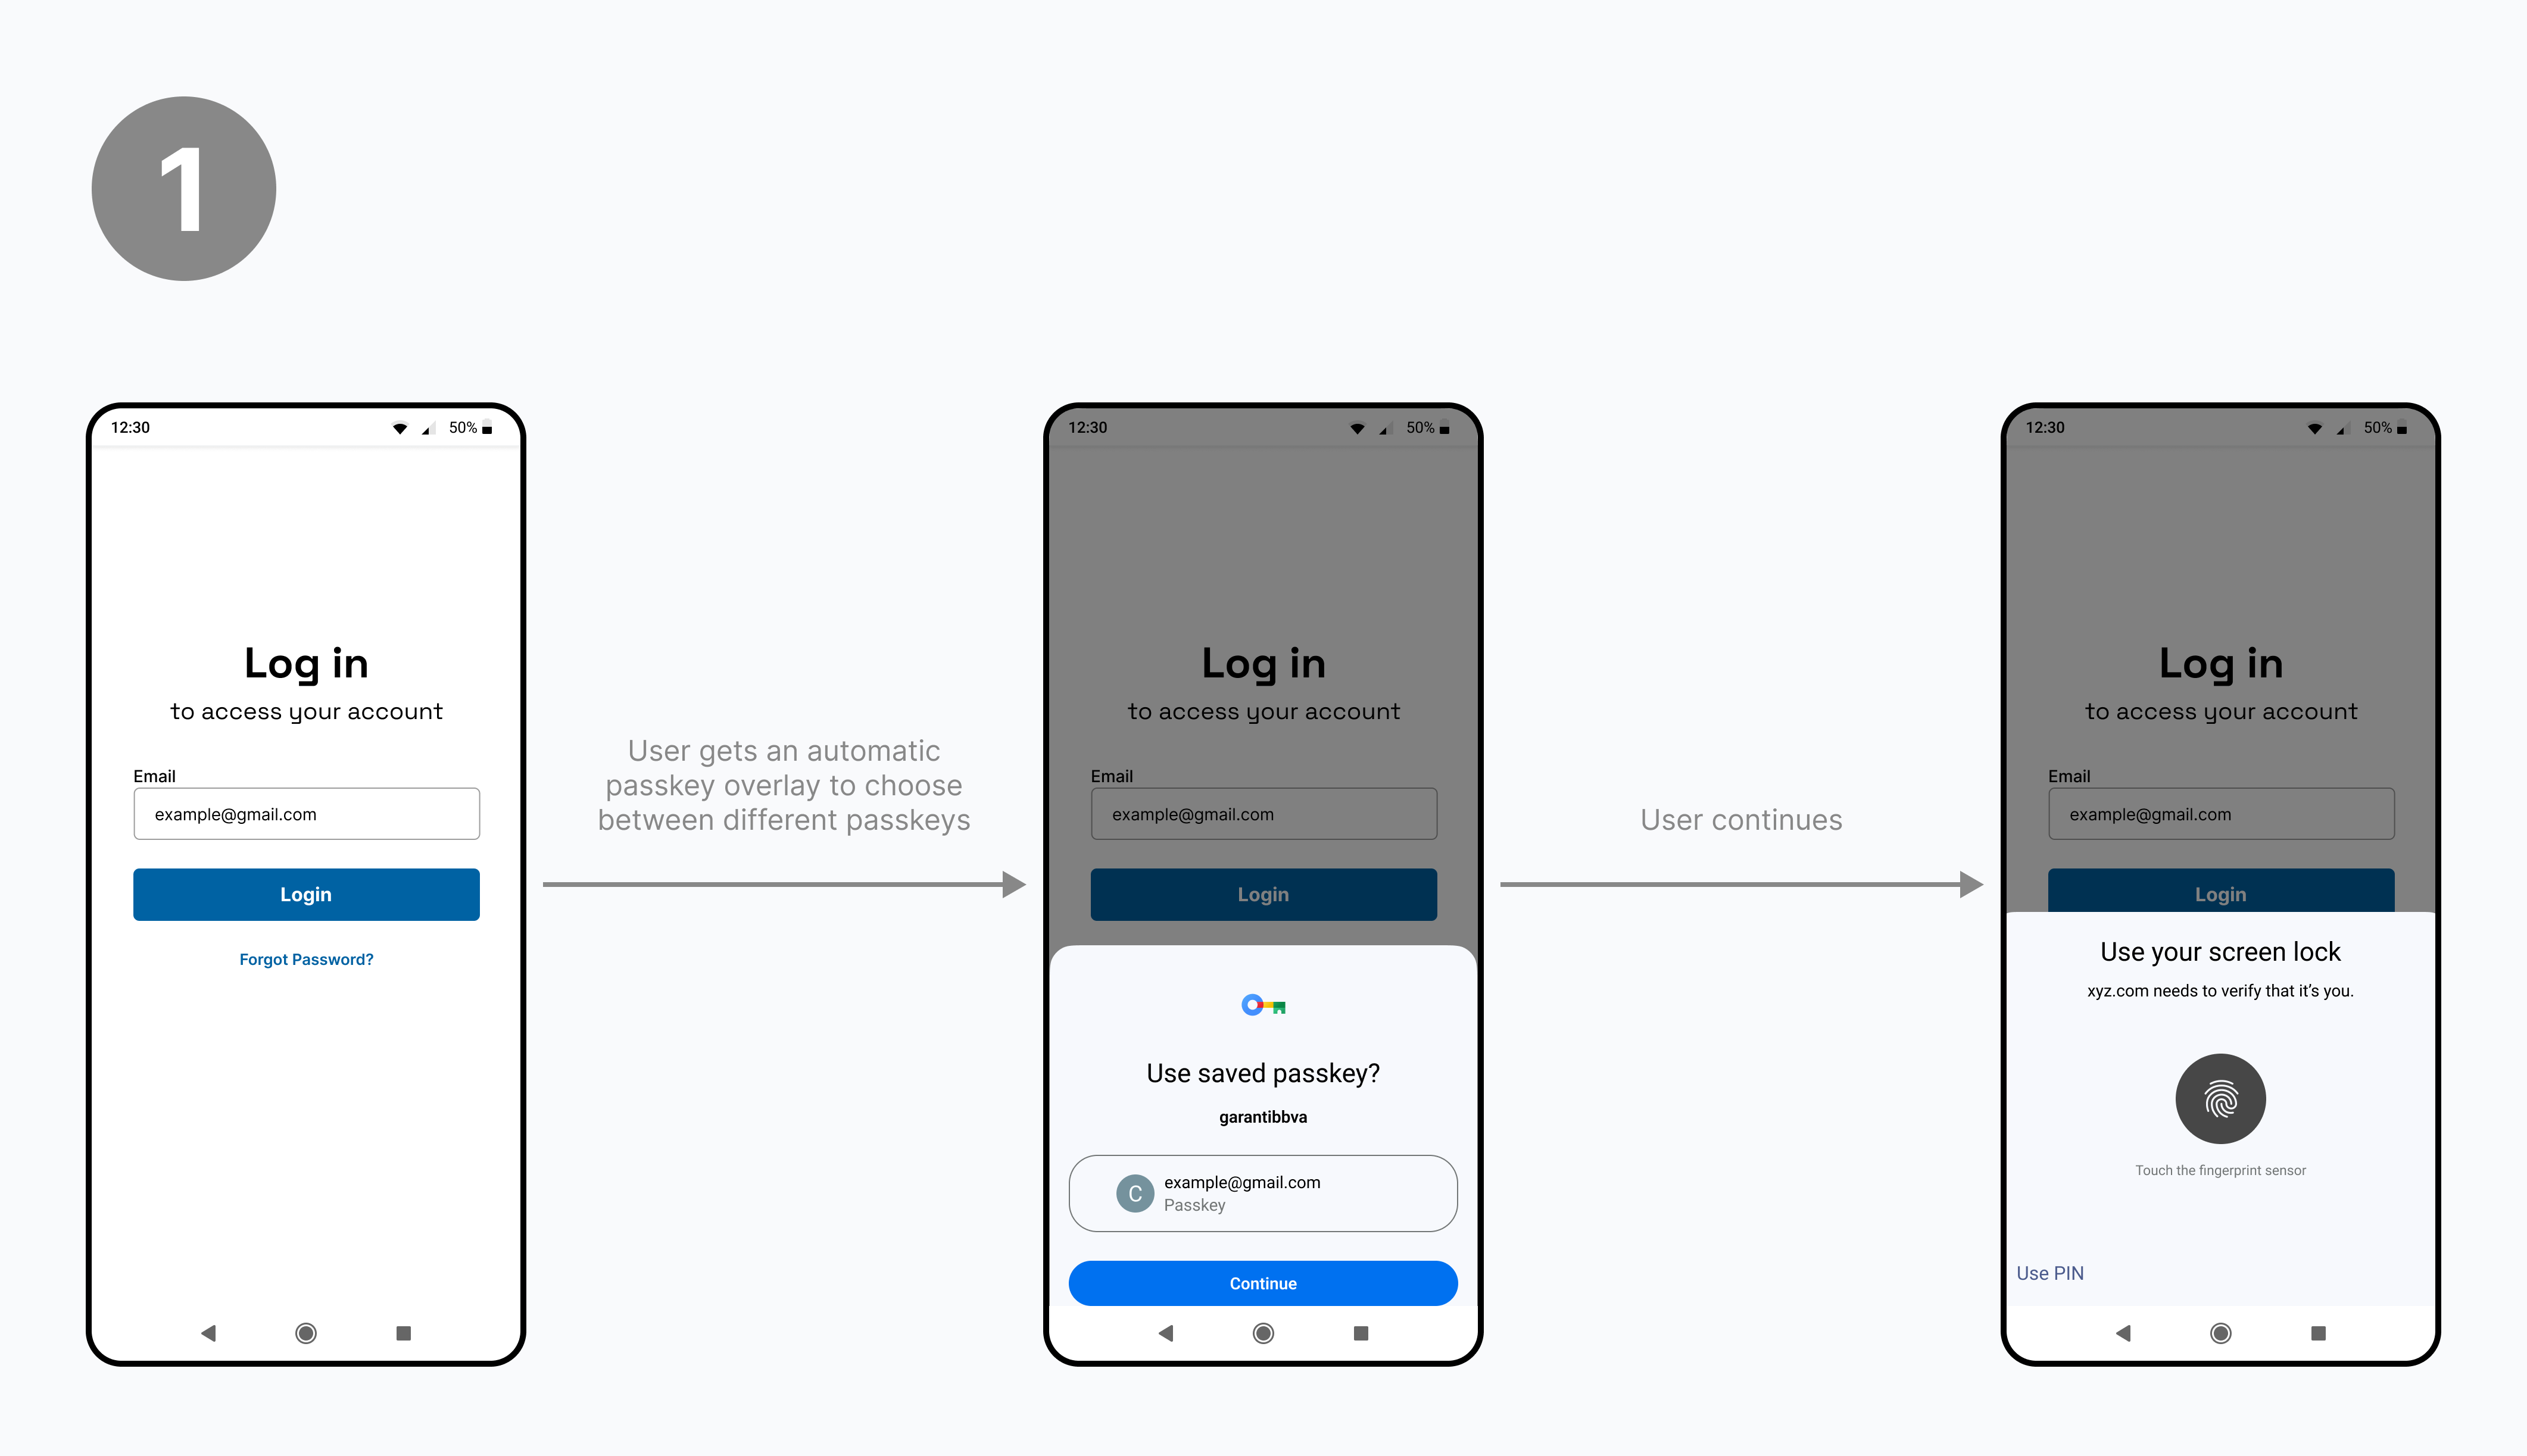 1
12:30
50%
Log in
to access your account
Email
example@gmail.com
Login
Forgot Password?
User gets an automatic
passkey overlay to choose
between different passkeys
12:30
50%
Log in
to access your account
Email
example@gmail.com
Login
Use saved passkey?
garantibbva
C
example@gmail.com
Passkey
Continue
User continues
12:30
50%
Log in
to access your account
Email
example@gmail.com
Login
Use your screen lock
xyz.com needs to verify that it’s you.
Touch the fingerprint sensor
Use PIN